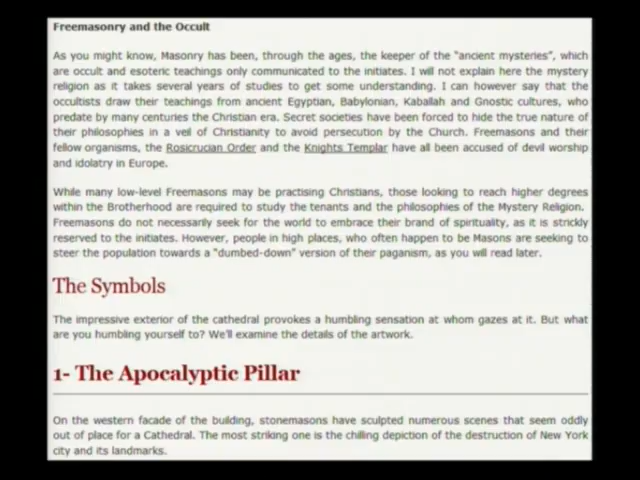 Freemasonry and the Occult
As you might know, Masonry has been, through the ages, the keeper of the "ancient mysteries", which
are occult and esoteric teachings only communicated to the initiates. I will not explain here the mystery
religion as it takes several years of studies to get some understanding. I can however say that the
occultists draw their teachings from ancient Egyptian, Babylonian, Kaballah and Gnostic cultures, who
predate by many centuries the Christian era. Secret societies have been forced to hide the true nature of
their philosophies in a veil of Christianity to avoid persecution by the Church. Freemasons and their
fellow organisms, the Rosicrucian Order and the Knights Templar have all been accused of devil worship
and idolatry in Europe.
While many low-level Freemasons may be practising Christians, those looking to reach higher degrees
within the Brotherhood are required to study the tenants and the philosophies of the Mystery Religion.
Freemasons do not necessarily seek for the world to embrace their brand of spirituality, as it is strictly
reserved to the initiates. However, people in high places, who often happen to be Masons are seeking to
steer the population towards a "dumbed-down" version of their paganism, as you will read later.
The Symbols
The impressive exterior of the cathedral provokes a humbling sensation at whom gazes at it. But what
are you humbling yourself to? We'll examine the details of the artwork.
1- The Apocalyptic Pillar
On the western facade of the building, stonemasons have sculpted numerous scenes that seem oddly
out of place for a Cathedral. The most striking one is the chilling depiction of the destruction of New York
city and its landmarks.